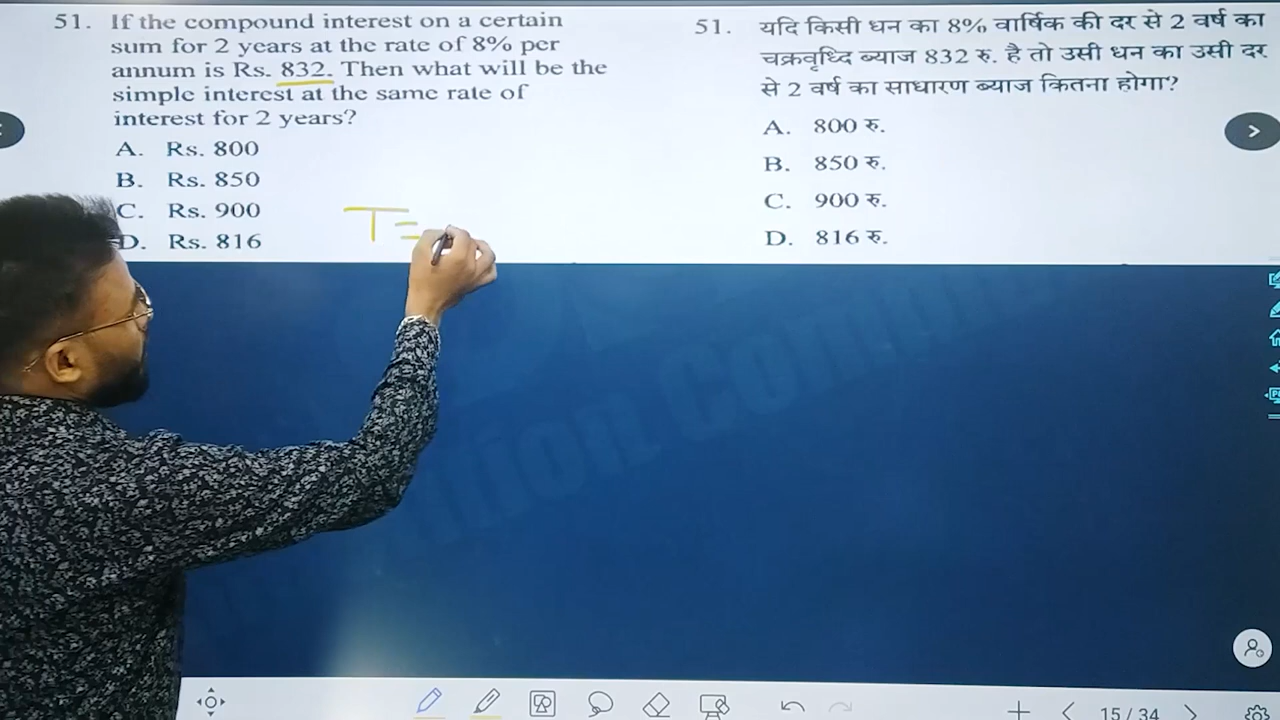 51. If the compound interest on a certain
sum for 2 years at the rate of 8% per
annum is Rs. 832. Then what will be the
simple interest at the same rate of
interest for 2 years?
A. Rs. 800
B. Rs. 850
C. Rs. 900
D. Rs. 816
T=
51. यदि किसी धन का 8% वार्षिक की दर से 2 वर्ष का
चक्रवृध्दि ब्याज 832 रु. है तो उसी धन का उसी दर
से 2 वर्ष का साधारण ब्याज कितना होगा?
A. 800 रु.
B. 850 रु.
C. 900 रु.
D. 816 रु.
15 / 34